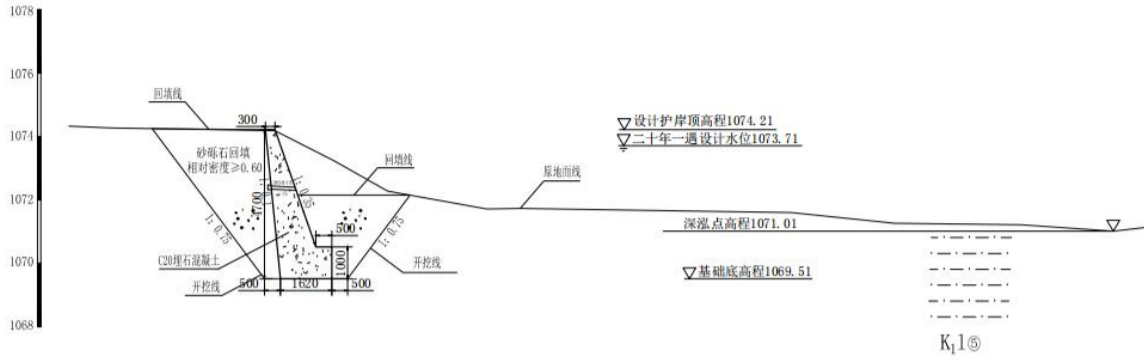 1078
1076
1074
1072
1070
1068
回填线
300
设计护岸顶高程1074.21
二十年一遇设计水位1073.71
砂砾石回填
相对密度≥0.60
回填线
原地面线
4700
1:0.35
1:0.75
500
1:0.75
深泓点高程1071.01
C20埋石混凝土
1000
开挖线
基础底高程1069.51
开挖线
500
1620
500
K₁l⑤